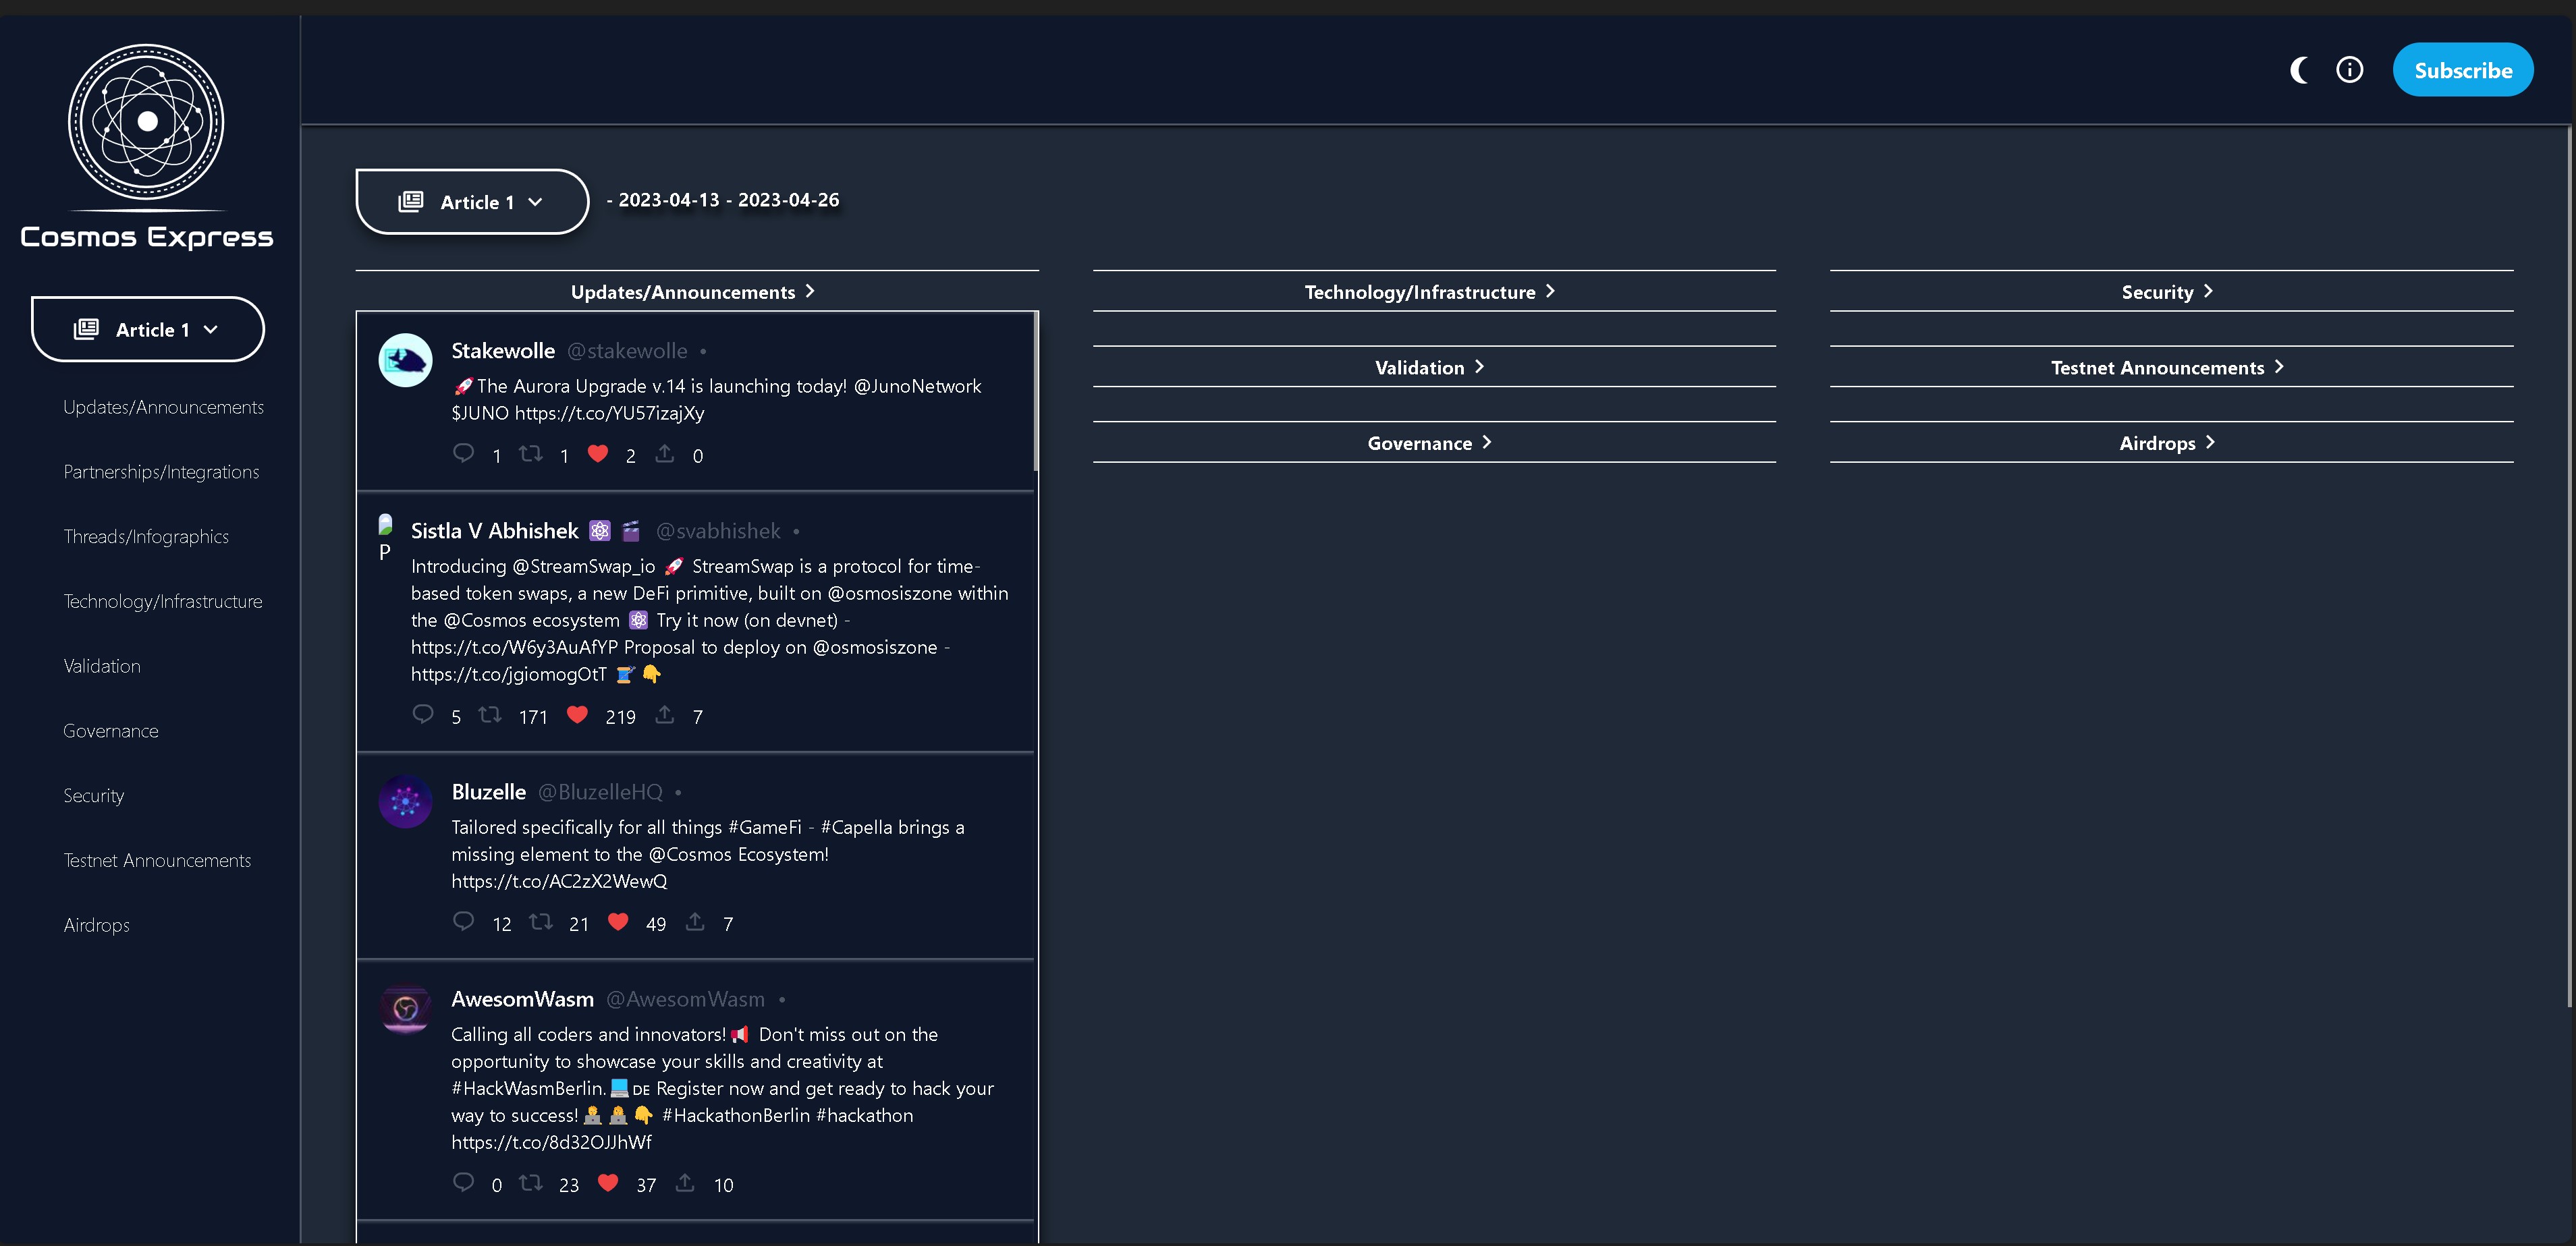 Cosmos Express
Article 1
Updates/Announcements
Partnerships/Integrations
Threads/Infographics
Technology/Infrastructure
Validation
Governance
Security
Testnet Announcements
Airdrops
Subscribe
Article 1 - 2023-04-13 - 2023-04-26
Updates/Announcements
Stakewolle @stakewolle •
🚀The Aurora Upgrade v.14 is launching today! @JunoNetwork
$JUNO https://t.co/YU57izajXy
1 1 2 0
P
Sistla V Abhishek ⚛️ 🎬 @svabhishek •
Introducing @StreamSwap_io 🚀 StreamSwap is a protocol for time-
based token swaps, a new DeFi primitive, built on @osmosiszone within
the @Cosmos ecosystem ⚛️ Try it now (on devnet) -
https://t.co/W6y3AuAfYP Proposal to deploy on @osmosiszone -
https://t.co/jgiomogOtT 🧵👇
5 171 219 7
Bluzelle @BluzelleHQ •
Tailored specifically for all things #GameFi - #Capella brings a
missing element to the @Cosmos Ecosystem!
https://t.co/AC2zX2WewQ
12 21 49 7
AwesomWasm @AwesomWasm •
Calling all coders and innovators!📢 Don't miss out on the
opportunity to showcase your skills and creativity at
#HackWasmBerlin.💻DE Register now and get ready to hack your
way to success!👨‍💻👩‍💻👇 #HackathonBerlin #hackathon
https://t.co/8d32OJJhWf
0 23 37 10
Technology/Infrastructure
Validation
Governance
Security
Testnet Announcements
Airdrops